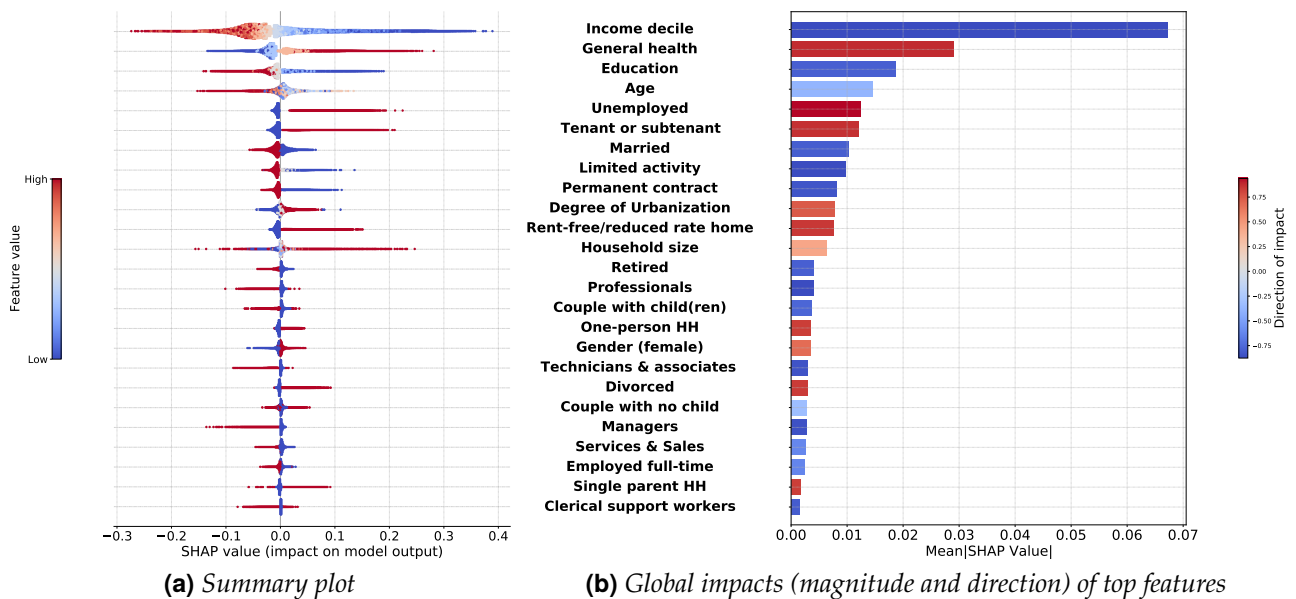 High
Feature value
Low
−0.3 −0.2 −0.1 0.0 0.1 0.2 0.3 0.4
SHAP value (impact on model output)
(a) Summary plot
Income decile
General health
Education
Age
Unemployed
Tenant or subtenant
Married
Limited activity
Permanent contract
Degree of Urbanization
Rent-free/reduced rate home
Household size
Retired
Professionals
Couple with child(ren)
One-person HH
Gender (female)
Technicians & associates
Divorced
Couple with no child
Managers
Services & Sales
Employed full-time
Single parent HH
Clerical support workers
0.00 0.01 0.02 0.03 0.04 0.05 0.06 0.07
Mean|SHAP Value|
0.75
0.50
0.25
0.00
−0.25
−0.50
−0.75
Direction of impact
(b) Global impacts (magnitude and direction) of top features